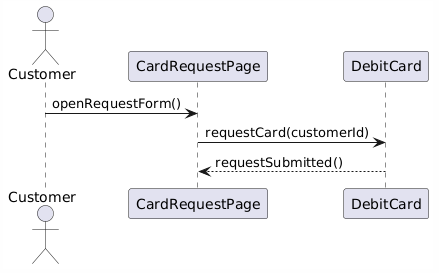 Customer
CardRequestPage
DebitCard
openRequestForm()
requestCard(customerId)
requestSubmitted()
Customer
CardRequestPage
DebitCard